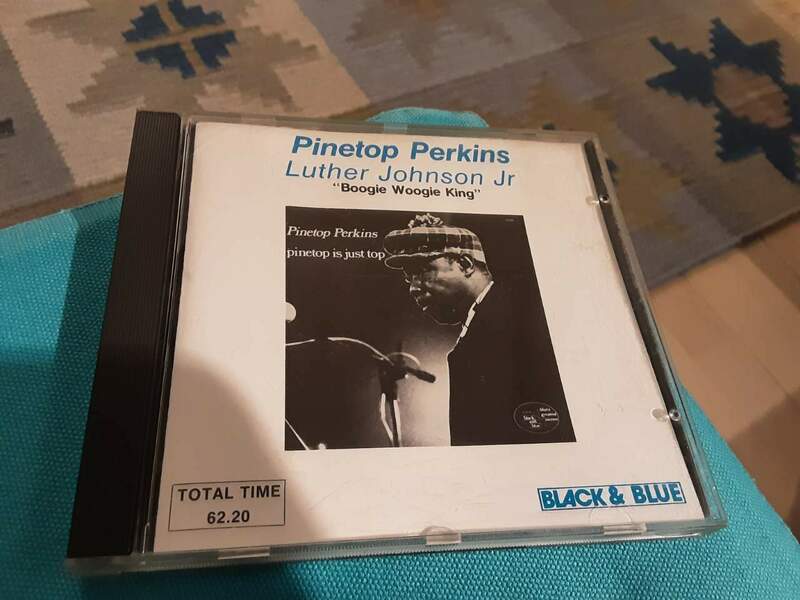 Pinetop Perkins
Luther Johnson Jr
"Boogie Woogie King"
Pinetop Perkins
pinetop is just top
TOTAL TIME
62.20
BLACK & BLUE